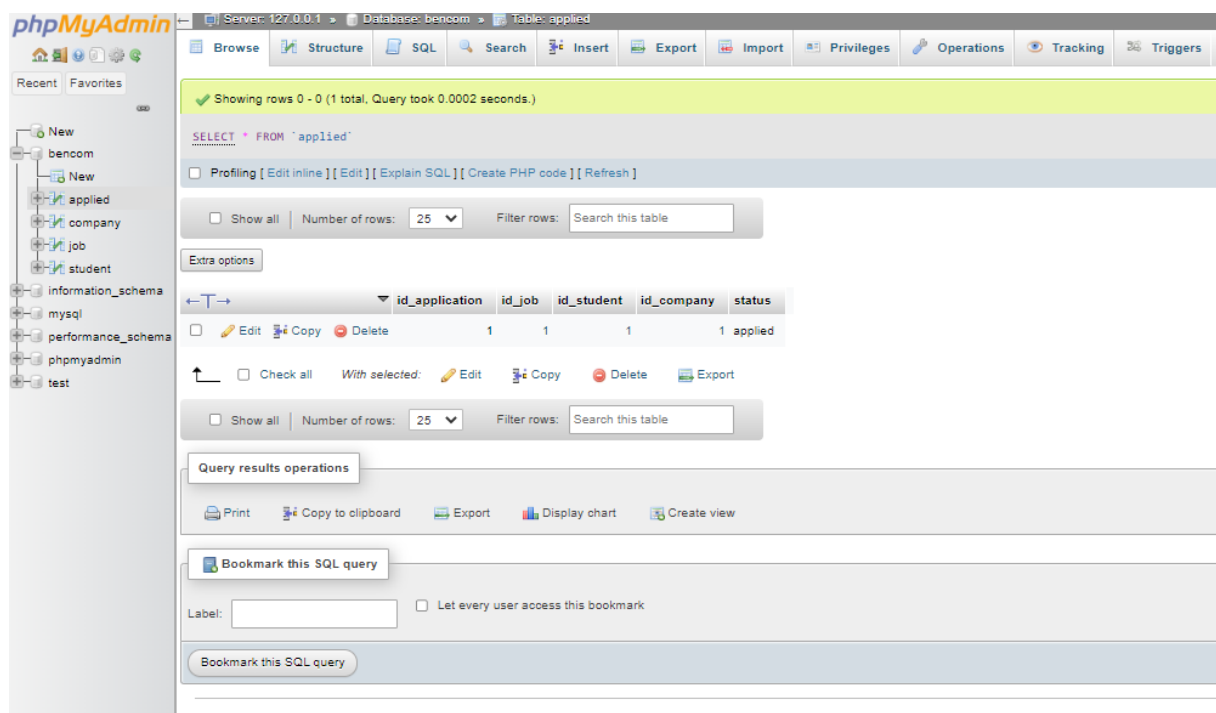 phpMyAdmin
Recent Favorites
New
bencom
New
applied
company
job
student
information_schema
mysql
performance_schema
phpmyadmin
test
Server: 127.0.0.1 » Database: bencom » Table: applied
Browse Structure SQL Search Insert Export Import Privileges Operations Tracking Triggers
Showing rows 0 - 0 (1 total, Query took 0.0002 seconds.)
SELECT * FROM `applied`
Profiling [ Edit inline ] [ Edit ] [ Explain SQL ] [ Create PHP code ] [ Refresh ]
Show all | Number of rows: 25 Filter rows: Search this table
Extra options
←T→ id_application id_job id_student id_company status
Edit Copy Delete 1 1 1 1 applied
Check all With selected: Edit Copy Delete Export
Show all | Number of rows: 25 Filter rows: Search this table
Query results operations
Print Copy to clipboard Export Display chart Create view
Bookmark this SQL query
Label: Let every user access this bookmark
Bookmark this SQL query